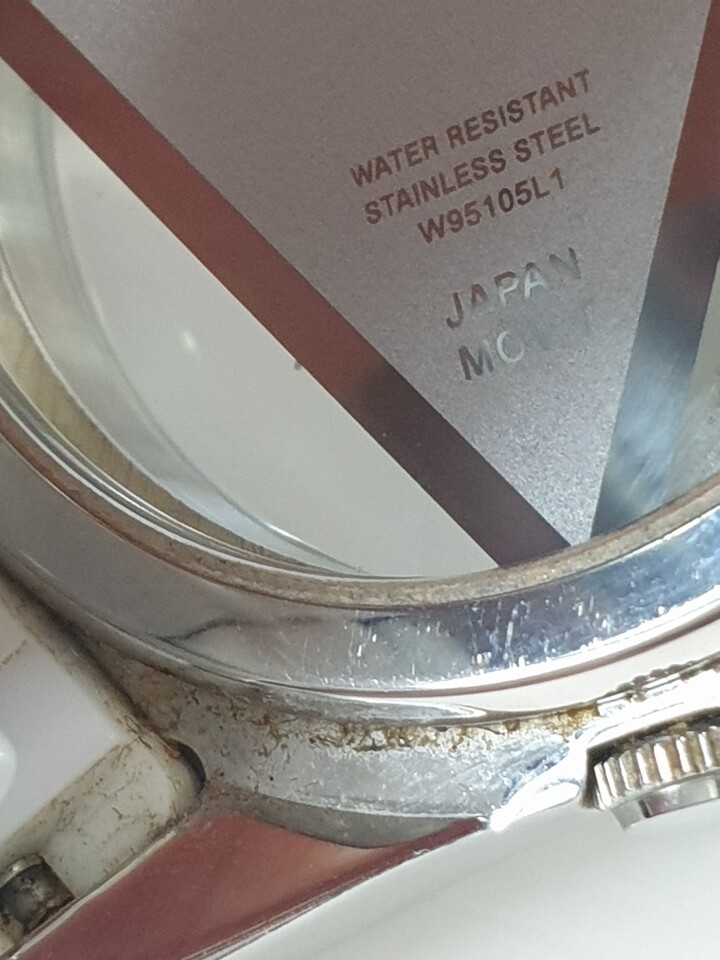 WATER RESISTANT
STAINLESS STEEL
W95105L1
JAPAN